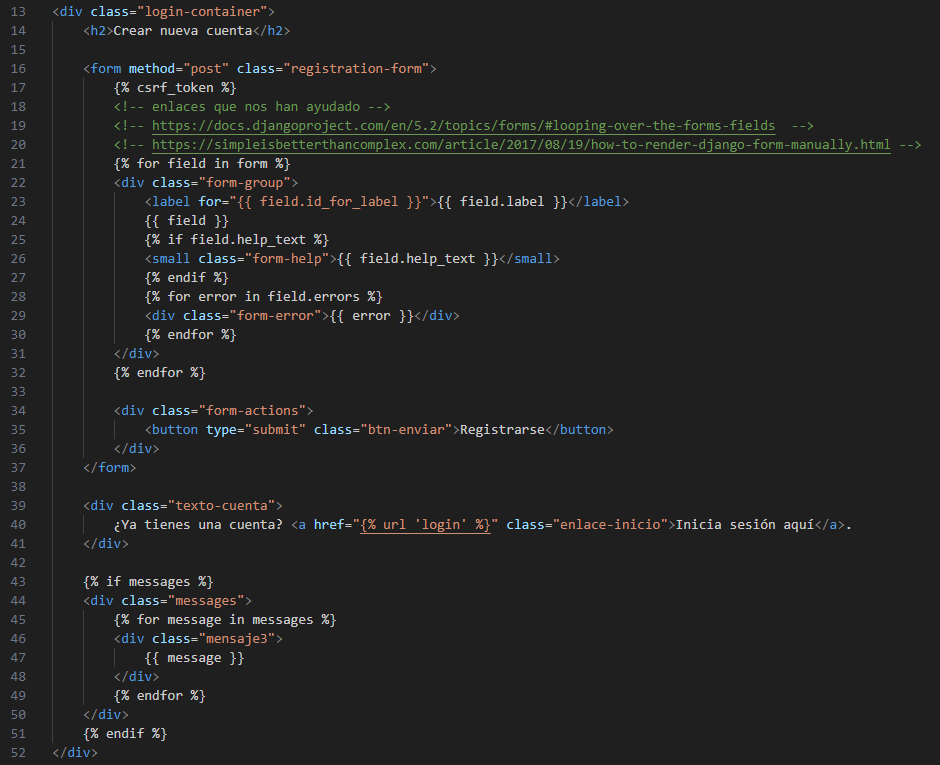 13 <div class="login-container">
14 <h2>Crear nueva cuenta</h2>
15
16 <form method="post" class="registration-form">
17 {% csrf_token %}
18 <!-- enlaces que nos han ayudado -->
19 <!-- https://docs.djangoproject.com/en/5.2/topics/forms/#looping-over-the-forms-fields  -->
20 <!-- https://simpleisbetterthancomplex.com/article/2017/08/19/how-to-render-django-form-manually.html -->
21 {% for field in form %}
22 <div class="form-group">
23 <label for="{{ field.id_for_label }}">{{ field.label }}</label>
24 {{ field }}
25 {% if field.help_text %}
26 <small class="form-help">{{ field.help_text }}</small>
27 {% endif %}
28 {% for error in field.errors %}
29 <div class="form-error">{{ error }}</div>
30 {% endfor %}
31 </div>
32 {% endfor %}
33
34 <div class="form-actions">
35 <button type="submit" class="btn-enviar">Registrarse</button>
36 </div>
37 </form>
38
39 <div class="texto-cuenta">
40 ¿Ya tienes una cuenta? <a href="{% url 'login' %}" class="enlace-inicio">Inicia sesión aquí</a>.
41 </div>
42
43 {% if messages %}
44 <div class="messages">
45 {% for message in messages %}
46 <div class="mensaje3">
47 {{ message }}
48 </div>
49 {% endfor %}
50 </div>
51 {% endif %}
52 </div>